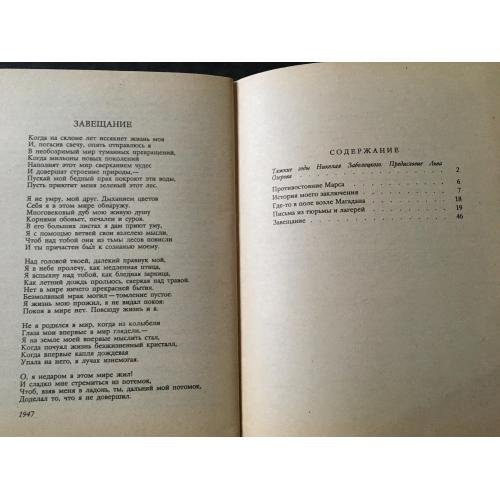 ЗАВЕЩАНИЕ
Когда на склоне лет иссякнет жизнь моя
И, погасив свечу, опять отправлюсь я
В необозримый мир туманных превращений,
Когда мильоны новых поколений
Наполнят этот мир сверканием чудес
И довершат строение природы,—
Пускай мой бедный прах покроют эти воды,
Пусть приютит меня зеленый этот лес.
Я не умру, мой друг. Дыханием цветов
Себя я в этом мире обнаружу.
Многовековый дуб мою живую душу
Корнями обовьет, печален и суров.
В его больших листах я дам приют уму,
Я с помощью ветвей свои взлелею мысли,
Чтоб над тобой они из тьмы лесов повисли
И ты причастен был к сознанью моему.
Над головой твоей, далекий правнук мой,
Я в небе пролечу, как медленная птица,
Я вспыхну над тобой, как бледная зарница,
Как летний дождь прольюсь, сверкая над травой.
Нет в мире ничего прекрасней бытия.
Безмолвный мрак могил — томление пустое.
Я жизнь мою прожил, я не видал покоя:
Покоя в мире нет. Повсюду жизнь и я.
Не я родился в мир, когда из колыбели
Глаза мои впервые в мир глядели,—
Я на земле моей впервые мыслить стал,
Когда почуял жизнь безжизненный кристалл,
Когда впервые капля дождевая
Упала на него, в лучах изнемогая.
О, я недаром в этом мире жил!
И сладко мне стремиться из потемок,
Чтоб, взяв меня в ладонь, ты, дальний мой потомок,
Доделал то, что я не довершил.
1947
СОДЕРЖАНИЕ
Тяжкие годы Николая Заболоцкого. Предисловие Льва
Озерова 2
Противостояние Марса 6
История моего заключения 7
Где-то в поле возле Магадана 18
Письма из тюрьмы и лагерей 19
Завещание 46